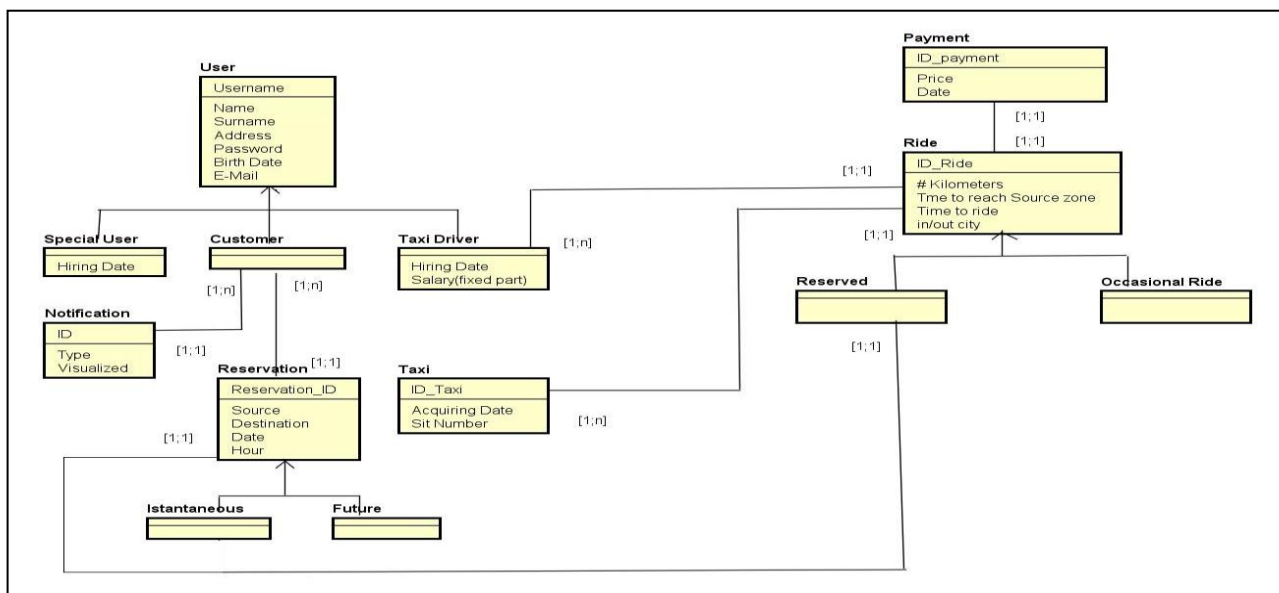 User
Username
Name
Surname
Address
Password
Birth Date
E-Mail
Payment
ID_payment
Price
Date
[1;1]
[1;1]
Ride
ID_Ride
# Kilometers
Tme to reach Source zone
Time to ride
in/out city
[1;1]
[1;1]
Special User
Hiring Date
Customer
[1;n]
[1;n]
Taxi Driver
Hiring Date
Salary(fixed part)
[1;n]
Reserved
[1;1]
Occasional Ride
Notification
ID
Type
Visualized
[1;1]
[1;1]
Reservation
Reservation_ID
Source
Destination
Date
Hour
[1;1]
Taxi
ID_Taxi
Acquiring Date
Sit Number
[1;n]
Istantaneous
Future